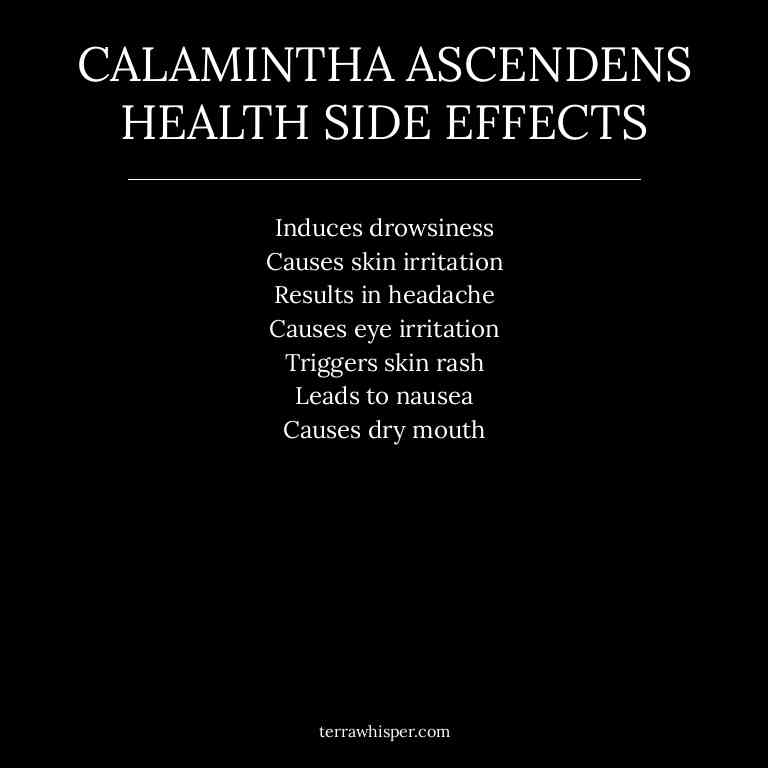 CALAMINTHA ASCENDENS
HEALTH SIDE EFFECTS
Induces drowsiness
Causes skin irritation
Results in headache
Causes eye irritation
Triggers skin rash
Leads to nausea
Causes dry mouth
terrawhisper.com